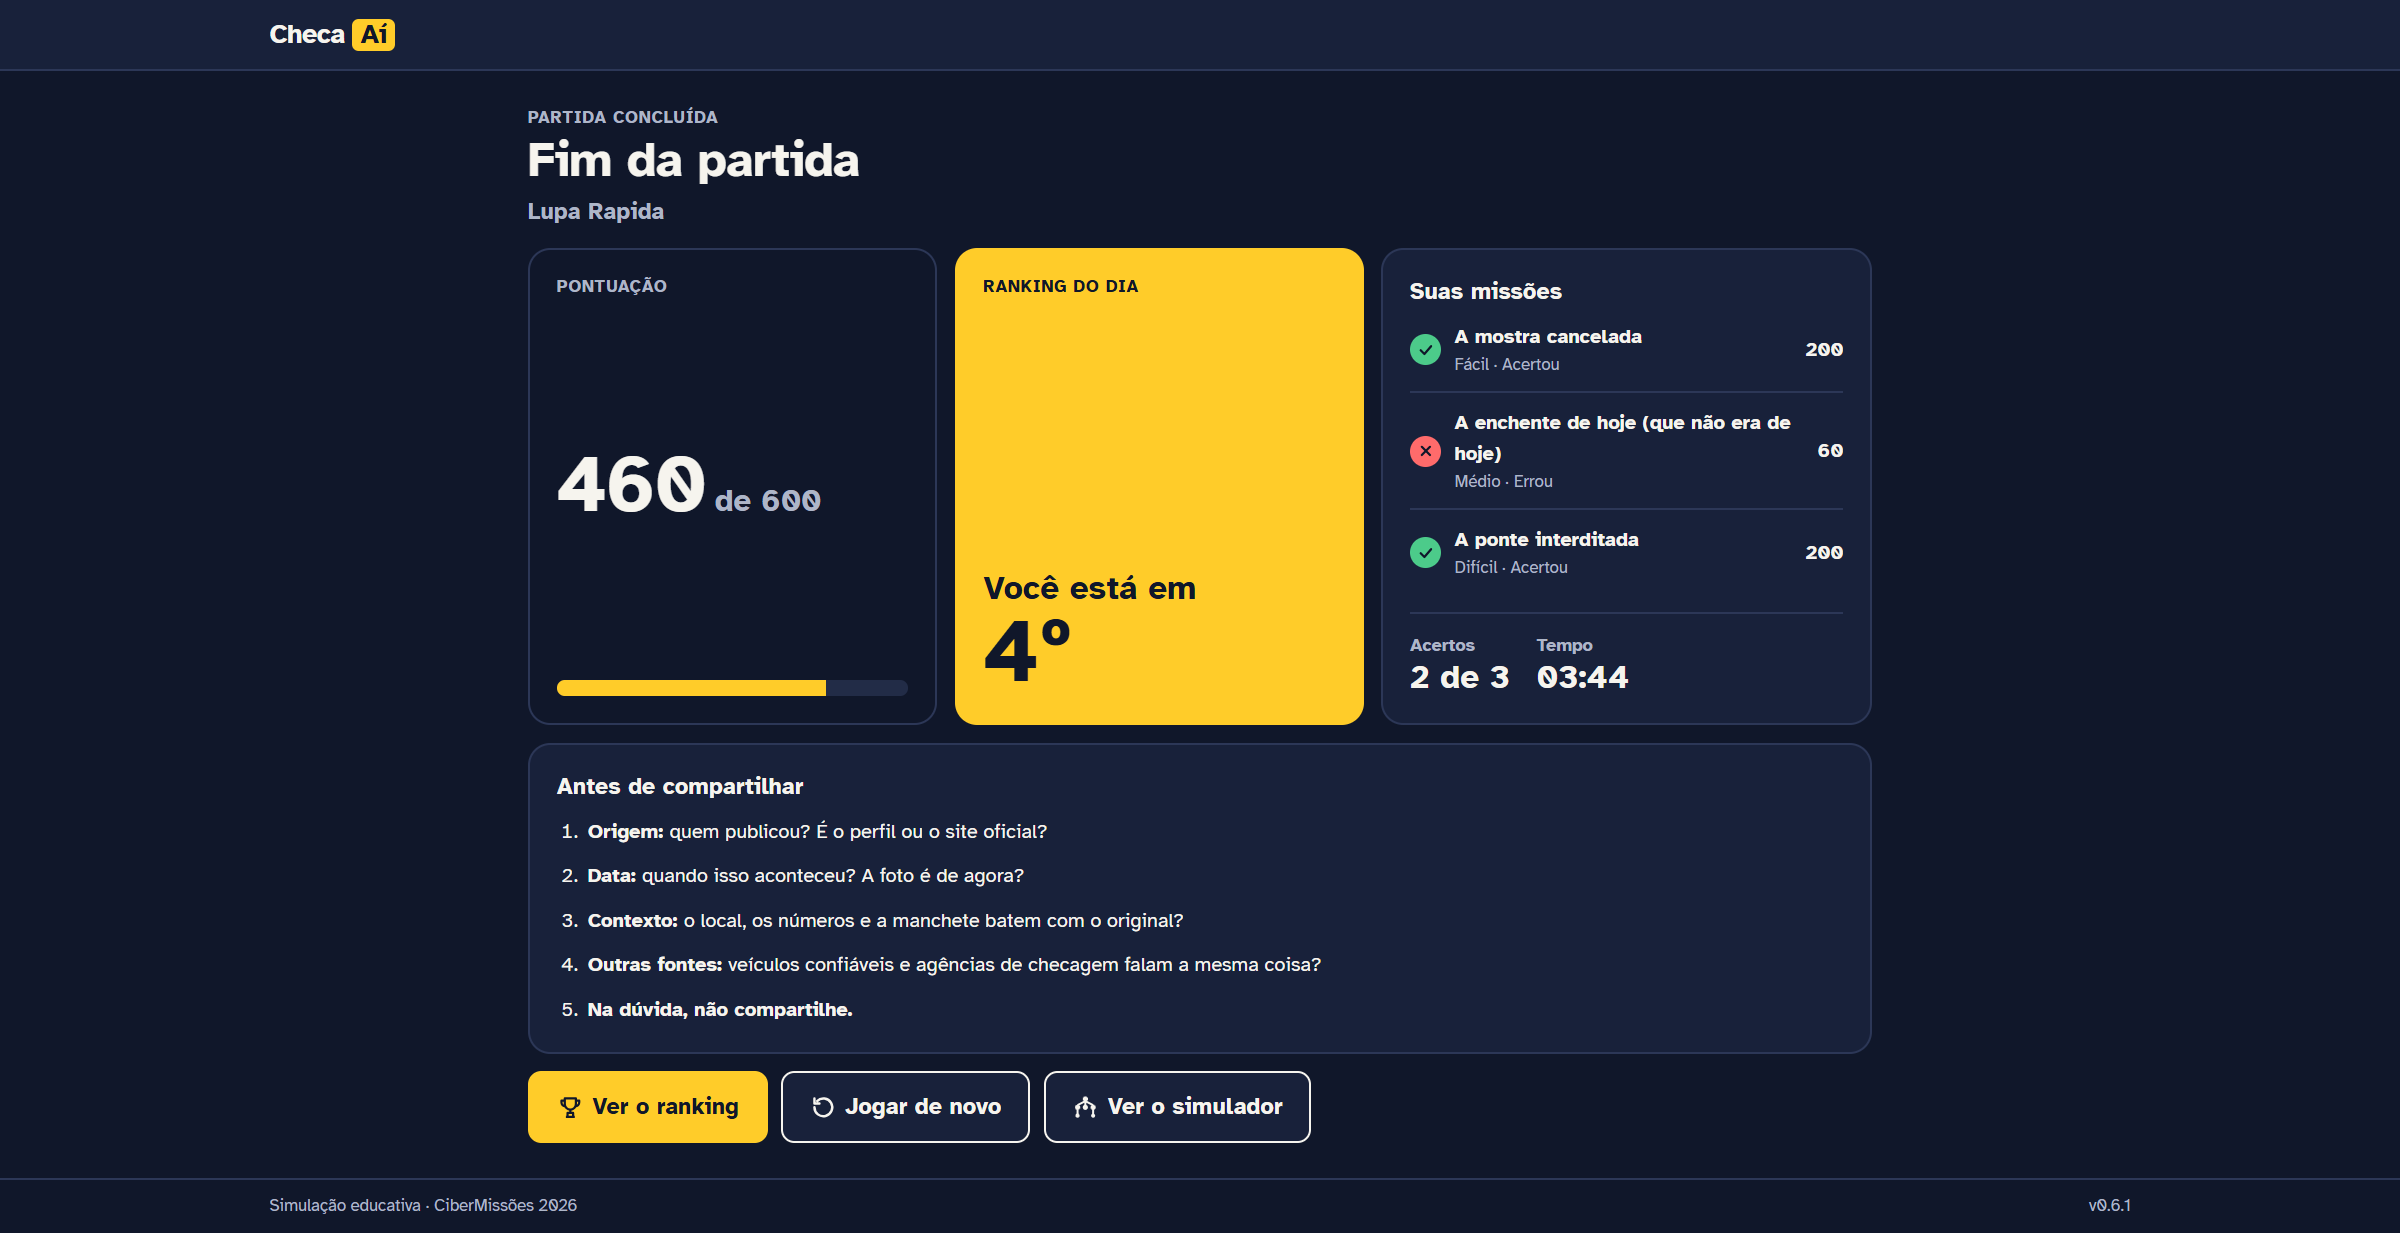 Checa Aí
PARTIDA CONCLUÍDA
Fim da partida
Lupa Rapida
PONTUAÇÃO
460 de 600
RANKING DO DIA
Você está em
4º
Suas missões
A mostra cancelada
Fácil · Acertou
200
A enchente de hoje (que não era de
hoje)
Médio · Errou
60
A ponte interditada
Difícil · Acertou
200
Acertos
2 de 3
Tempo
03:44
Antes de compartilhar
1. Origem: quem publicou? É o perfil ou o site oficial?
2. Data: quando isso aconteceu? A foto é de agora?
3. Contexto: o local, os números e a manchete batem com o original?
4. Outras fontes: veículos confiáveis e agências de checagem falam a mesma coisa?
5. Na dúvida, não compartilhe.
Ver o ranking
Jogar de novo
Ver o simulador
Simulação educativa · CiberMissões 2026
v0.6.1